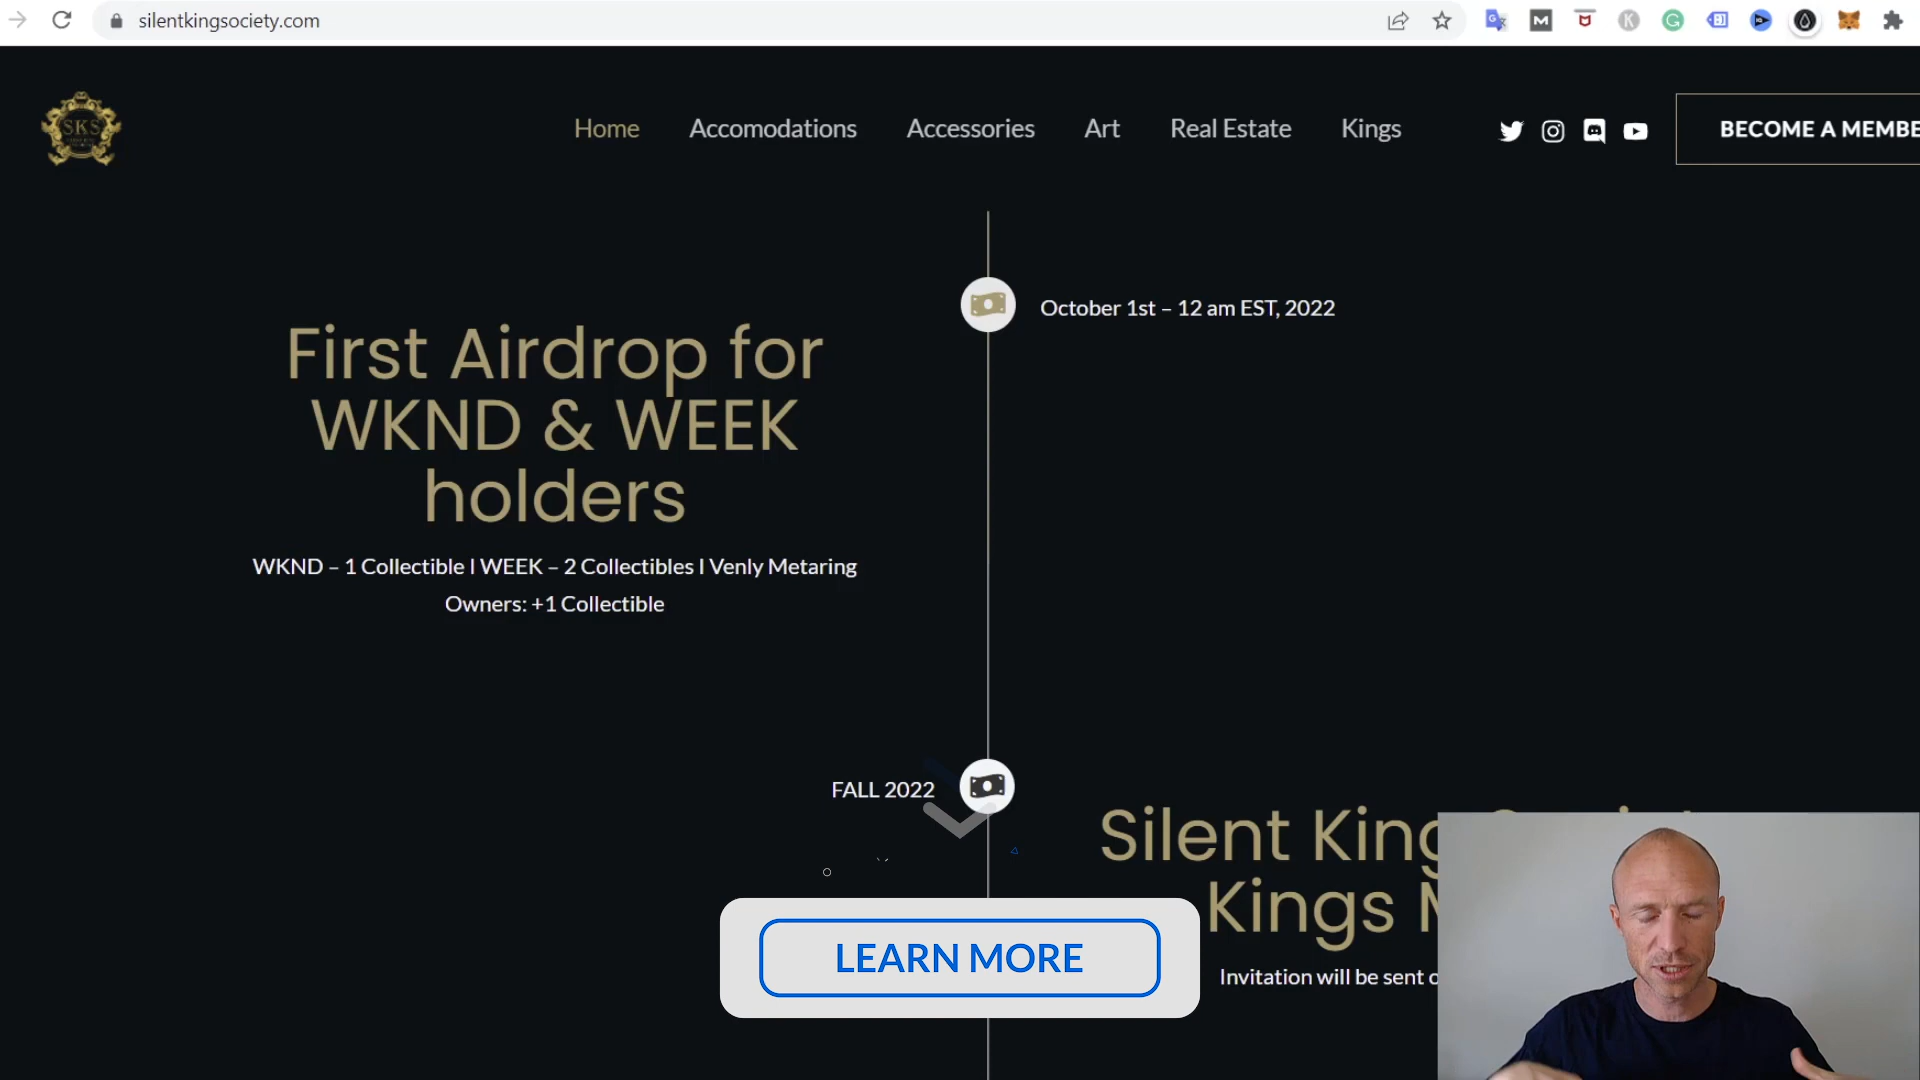 silentkingsociety.com
SKS
Home
Accomodations
Accessories
Art
Real Estate
Kings
BECOME A MEMBE
October 1st – 12 am EST, 2022
First Airdrop for
WKND & WEEK
holders
WKND – 1 Collectible I WEEK – 2 Collectibles I Venly Metaring
Owners: +1 Collectible
FALL 2022
Silent King
Kings
Invitation will be sent
LEARN MORE